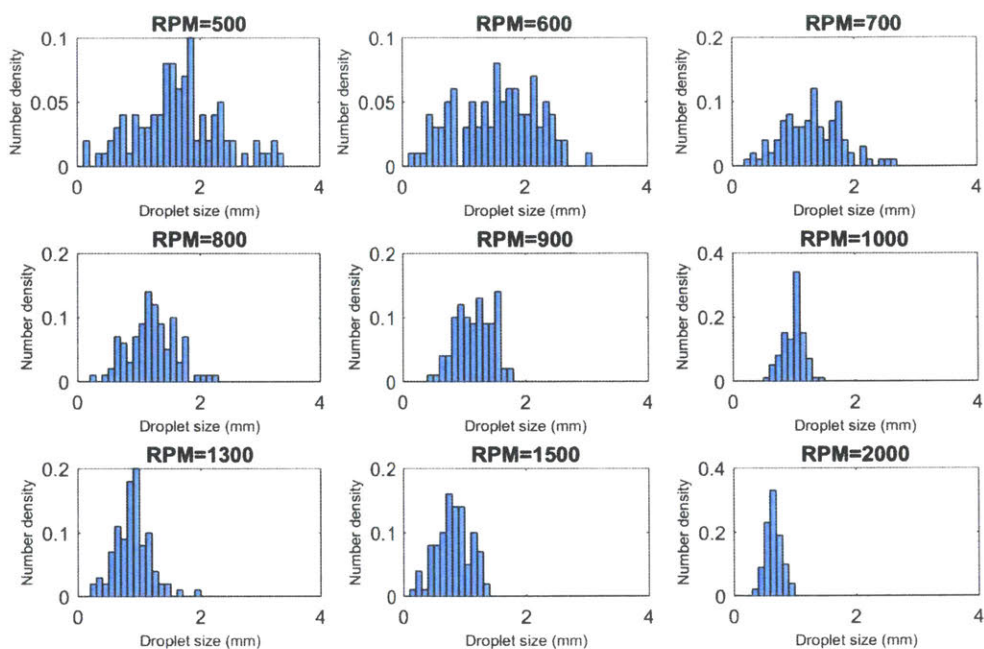 RPM=500
RPM=600
RPM=700
Number density
0.1
0.05
0
0
2
4
Droplet size (mm)
Number density
0.1
0.05
0
0
2
4
Droplet size (mm)
Number density
0.2
0.1
0
0
2
4
Droplet size (mm)
RPM=800
RPM=900
RPM=1000
Number density
0.2
0.1
0
0
2
4
Droplet size (mm)
Number density
0.2
0.1
0
0
2
4
Droplet size (mm)
Number density
0.4
0.2
0
0
2
4
Droplet size (mm)
RPM=1300
RPM=1500
RPM=2000
Number density
0.2
0.1
0
0
2
4
Droplet size (mm)
Number density
0.2
0.1
0
0
2
4
Droplet size (mm)
Number density
0.4
0.2
0
0
2
4
Droplet size (mm)